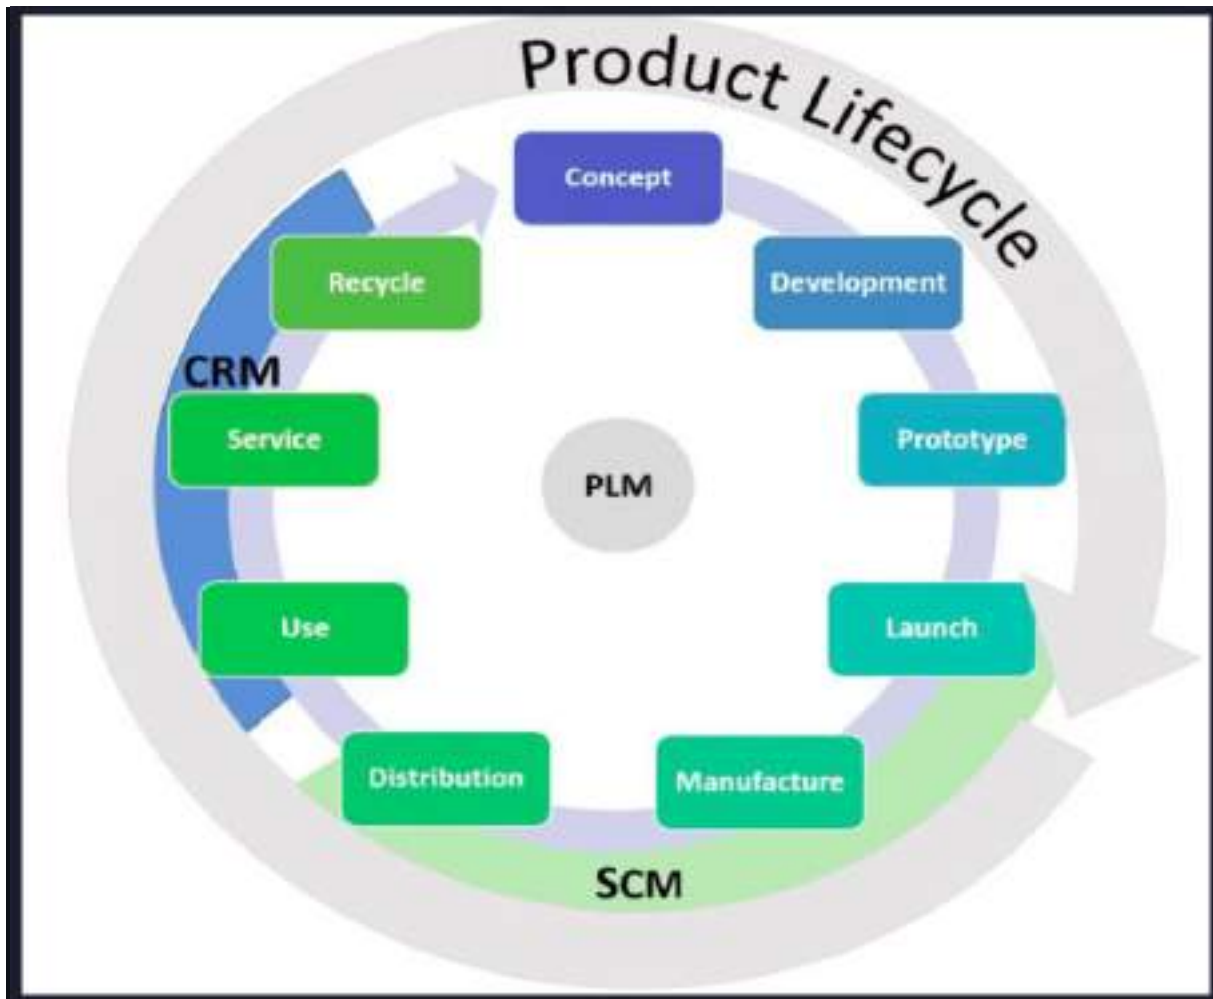 Product Lifecycle
Concept
Development
Prototype
Launch
Manufacture
Distribution
Use
Service
Recycle
CRM
PLM
SCM